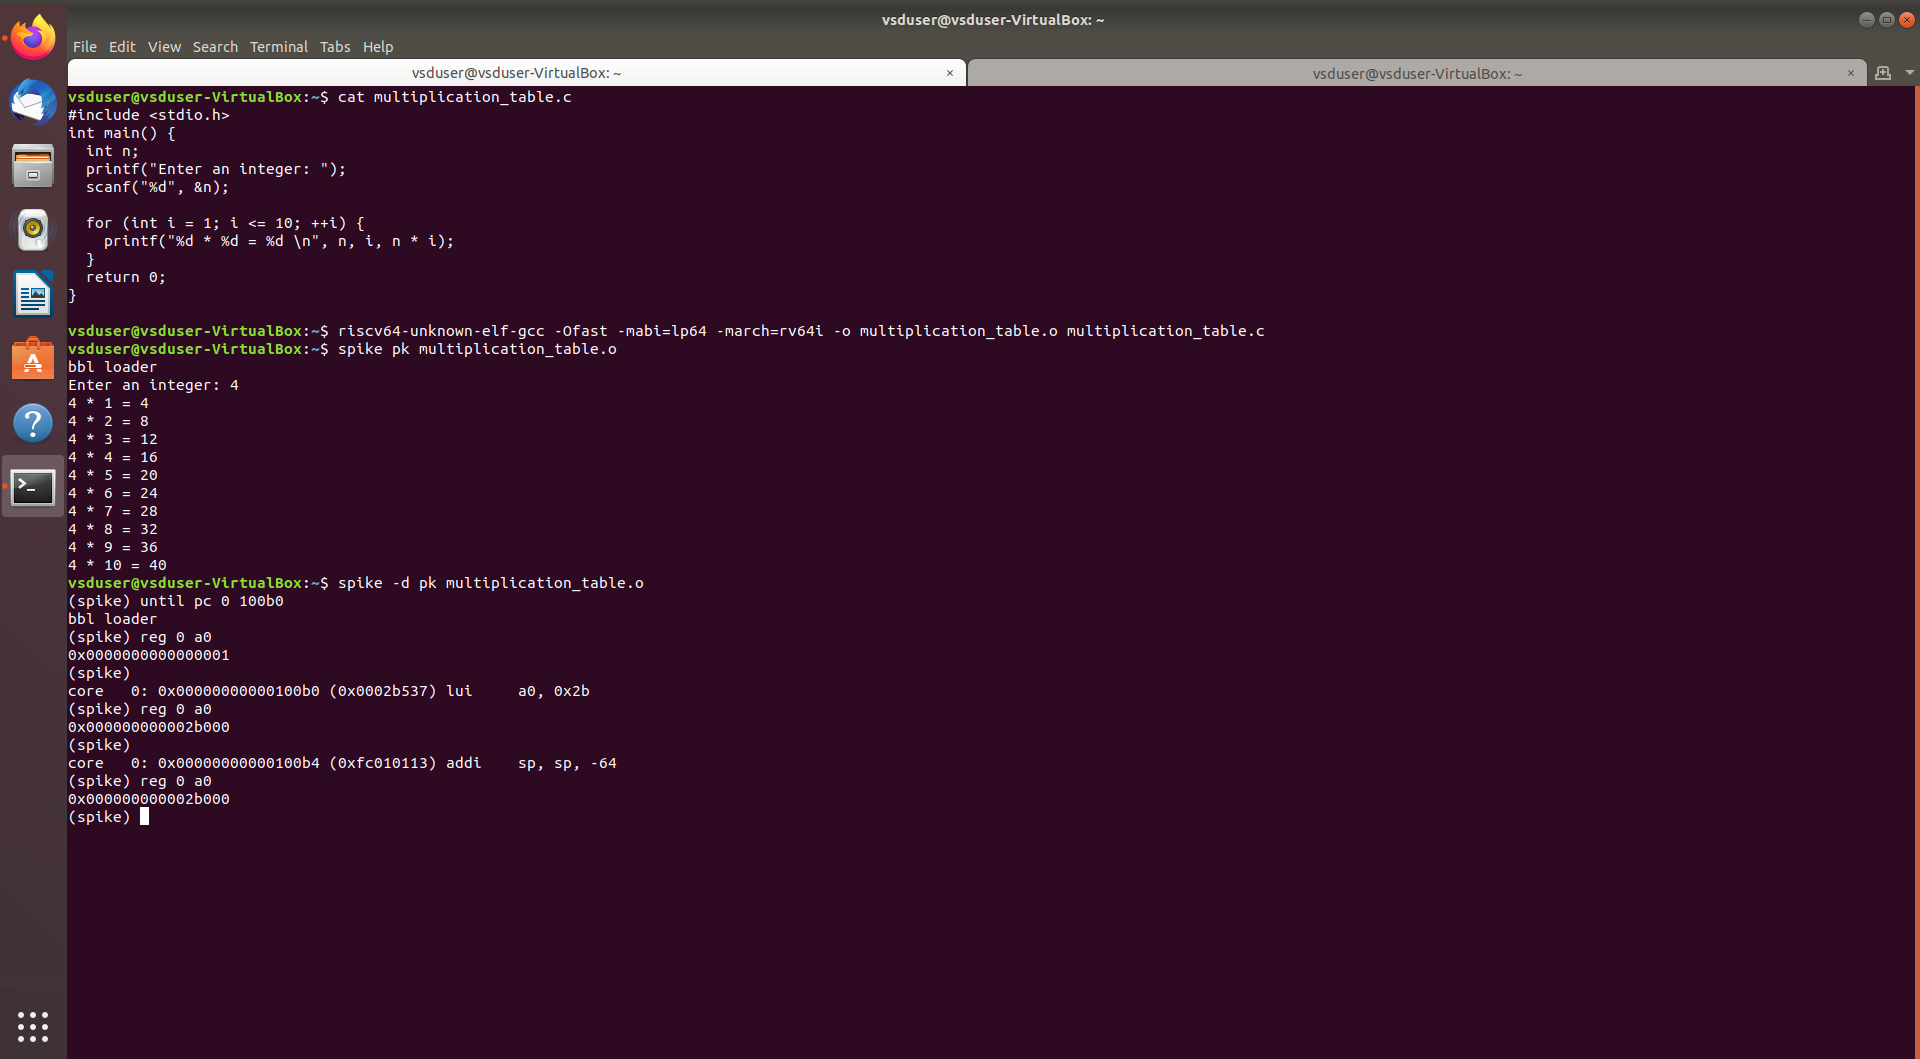 vsduser@vsduser-VirtualBox: ~
File Edit View Search Terminal Tabs Help
vsduser@vsduser-VirtualBox: ~ × vsduser@vsduser-VirtualBox: ~ ×
vsduser@vsduser-VirtualBox:~$ cat multiplication_table.c
#include <stdio.h>
int main() {
  int n;
  printf("Enter an integer: ");
  scanf("%d", &n);

  for (int i = 1; i <= 10; ++i) {
    printf("%d * %d = %d \n", n, i, n * i);
  }
  return 0;
}

vsduser@vsduser-VirtualBox:~$ riscv64-unknown-elf-gcc -Ofast -mabi=lp64 -march=rv64i -o multiplication_table.o multiplication_table.c
vsduser@vsduser-VirtualBox:~$ spike pk multiplication_table.o
bbl loader
Enter an integer: 4
4 * 1 = 4
4 * 2 = 8
4 * 3 = 12
4 * 4 = 16
4 * 5 = 20
4 * 6 = 24
4 * 7 = 28
4 * 8 = 32
4 * 9 = 36
4 * 10 = 40
vsduser@vsduser-VirtualBox:~$ spike -d pk multiplication_table.o
(spike) until pc 0 100b0
bbl loader
(spike) reg 0 a0
0x0000000000000001
(spike)
core   0: 0x00000000000100b0 (0x0002b537) lui     a0, 0x2b
(spike) reg 0 a0
0x000000000002b000
(spike)
core   0: 0x00000000000100b4 (0xfc010113) addi    sp, sp, -64
(spike) reg 0 a0
0x000000000002b000
(spike)